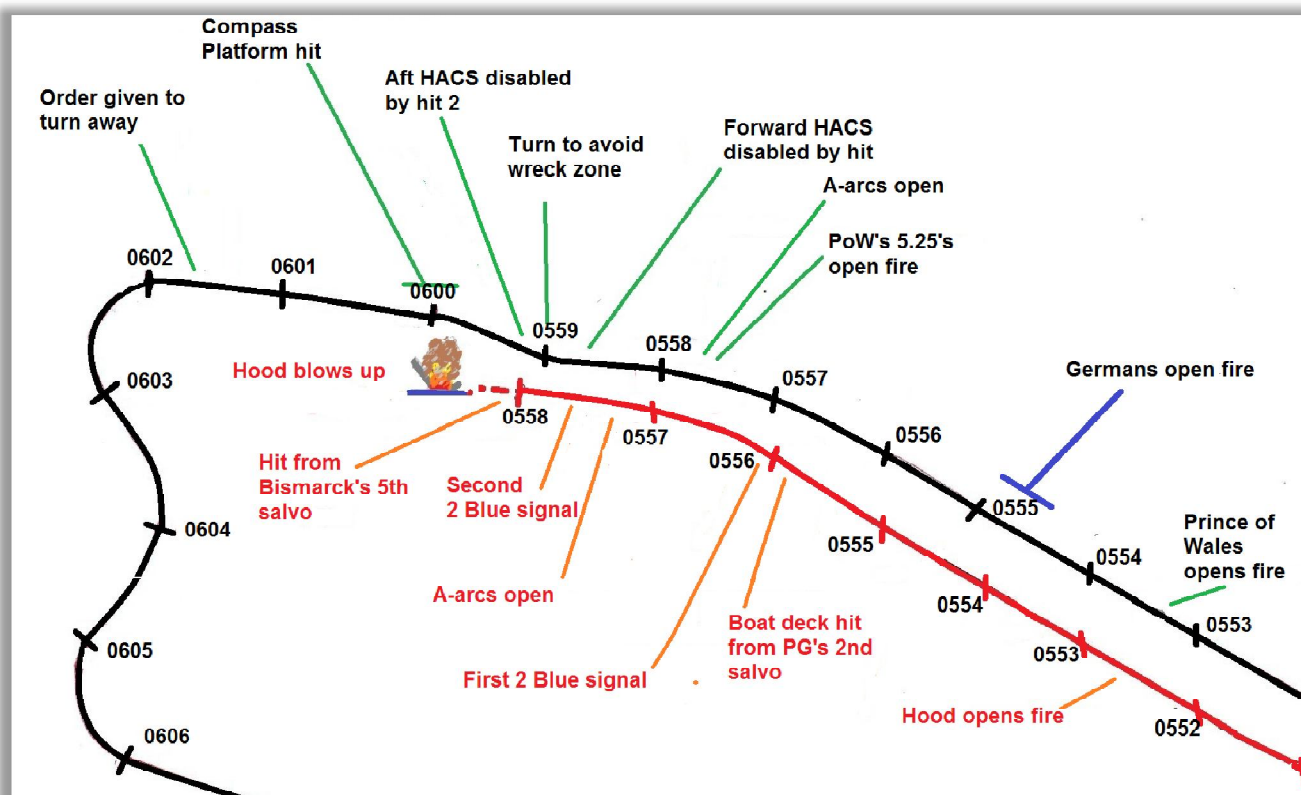 Compass
Platform hit
Order given to
turn away
Aft HACS disabled
by hit 2
Turn to avoid
wreck zone
Forward HACS
disabled by hit
A-arcs open
PoW's 5.25's
open fire
0602
0601
0600
0559
0558
0557
0556
0555
0554
0553
Germans open fire
Prince of
Wales
opens fire
Hood blows up
0558
0557
0556
0555
0554
0553
0552
Hit from
Bismarck's 5th
salvo
Second
2 Blue signal
A-arcs open
First 2 Blue signal
Boat deck hit
from PG's 2nd
salvo
Hood opens fire
0603
0604
0605
0606